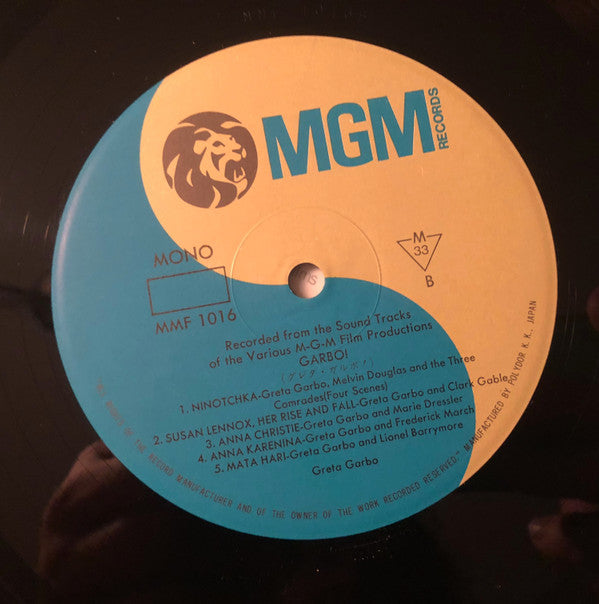 MGM
RECORDS
MONO
MMF 1016
M
33
B
Recorded from the Sound Tracks
of the Various M-G-M Film Productions
GARBO!
(グレタ・ガルボ!)
1. NINOTCHKA-Greta Garbo, Melvin Douglas and the Three
Comrades(Four Scenes)
2. SUSAN LENNOX, HER RISE AND FALL-Greta Garbo and Clark Gable
3. ANNA CHRISTIE-Greta Garbo and Marie Dressler
4. ANNA KARENINA-Greta Garbo and Frederick March
5. MATA HARI-Greta Garbo and Lionel Barrymore
Greta Garbo
OF THE RECORD MANUFACTURER AND OF THE OWNER OF THE WORK RECORDED RESERVED." MANUFACTURED BY POLYDOR K. K., JAPAN